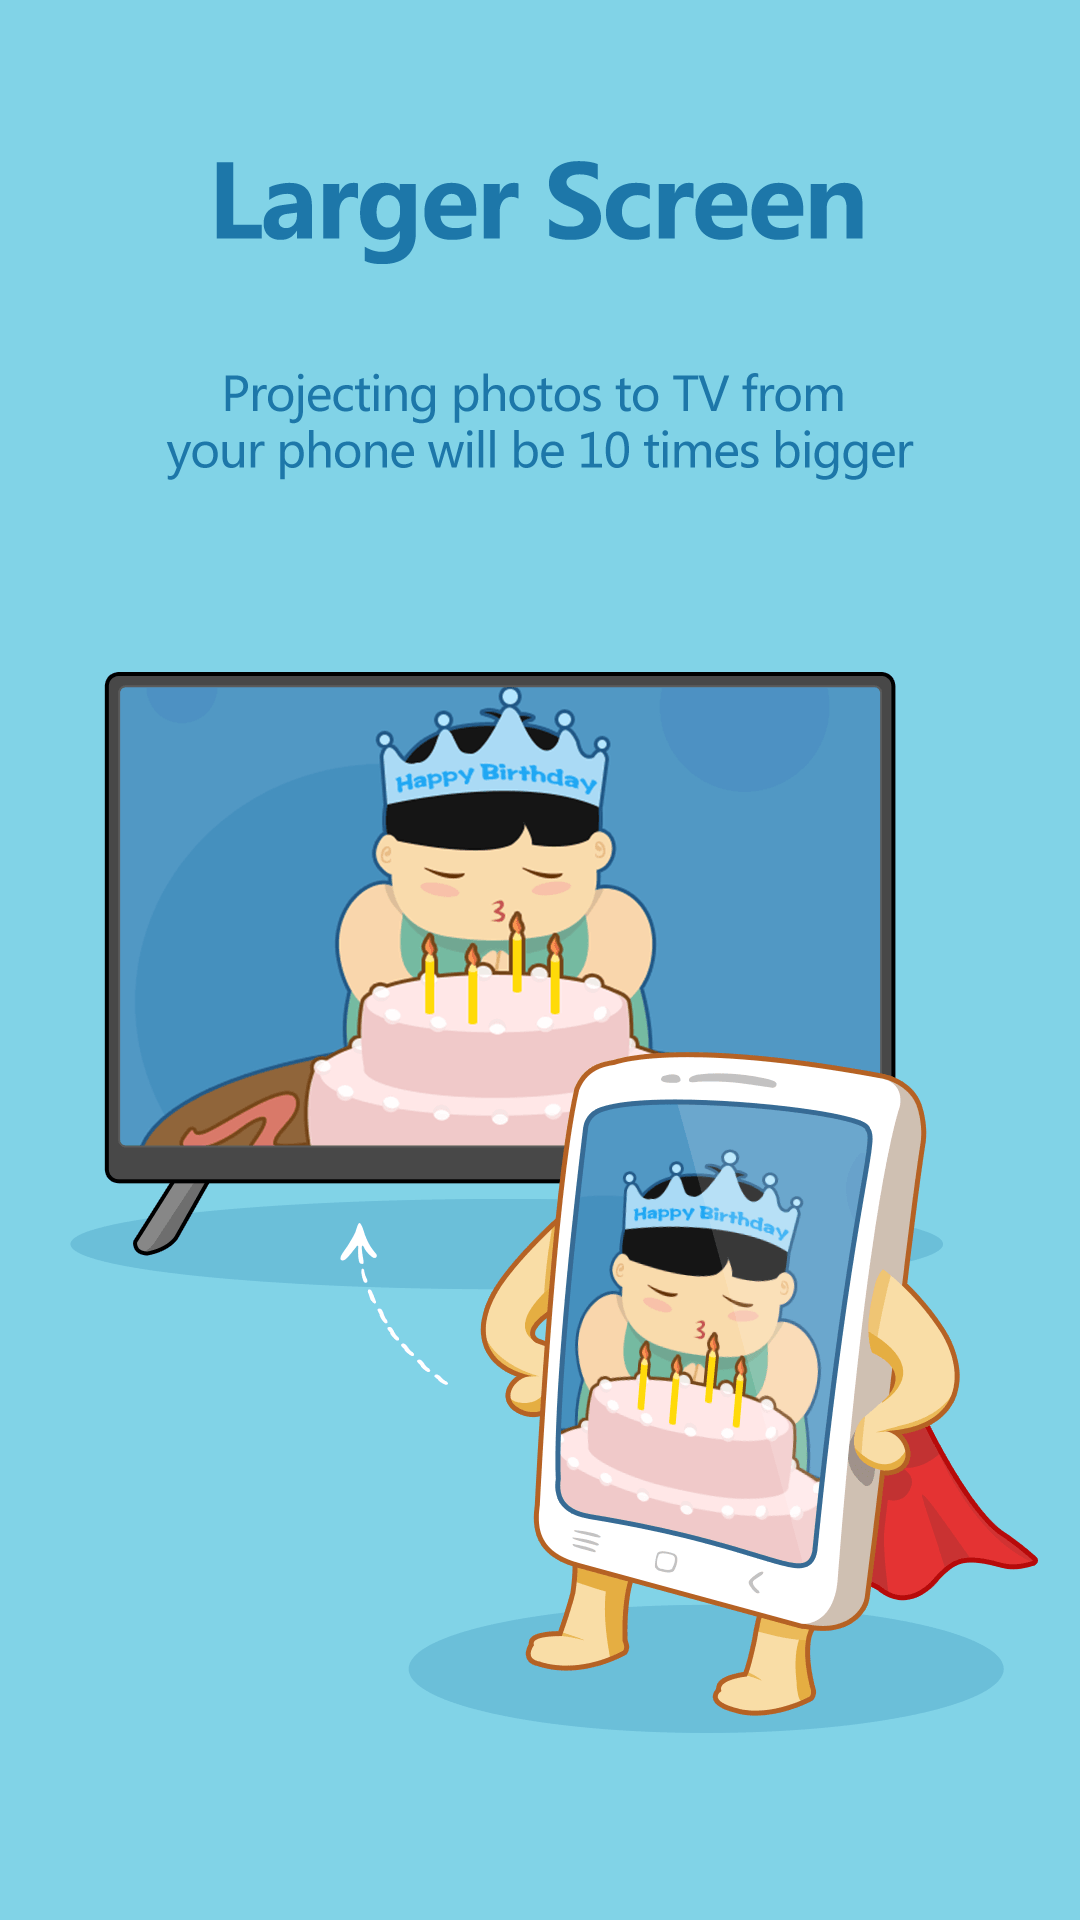 Larger Screen
Projecting photos to TV from
your phone will be 10 times bigger
Happy Birthday
Happy Birthday